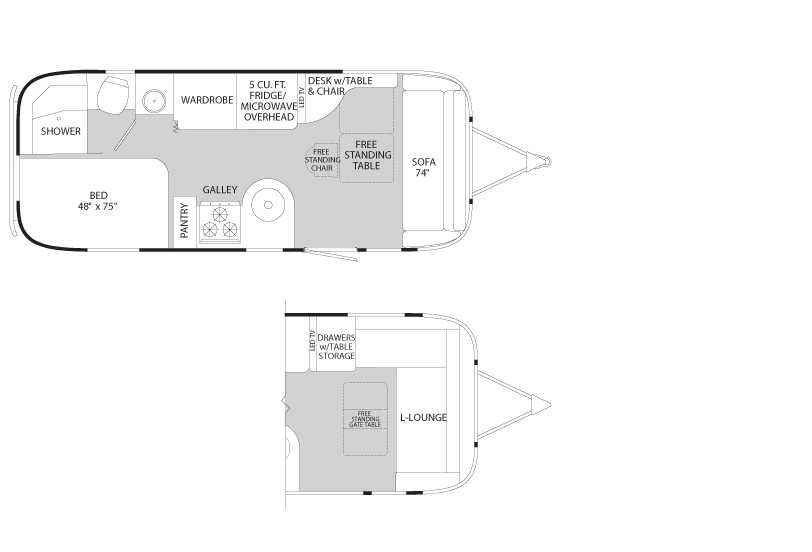 DESK w/TABLE
& CHAIR
5 CU. FT.
FRIDGE/
MICROWAVE
OVERHEAD
LED TV
WARDROBE
SHOWER
FREE
STANDING
CHAIR
FREE
STANDING
TABLE
SOFA
74"
BED
48" x 75"
GALLEY
PANTRY
LED TV
DRAWERS
w/TABLE
STORAGE
FREE
STANDING
GATE TABLE
L-LOUNGE